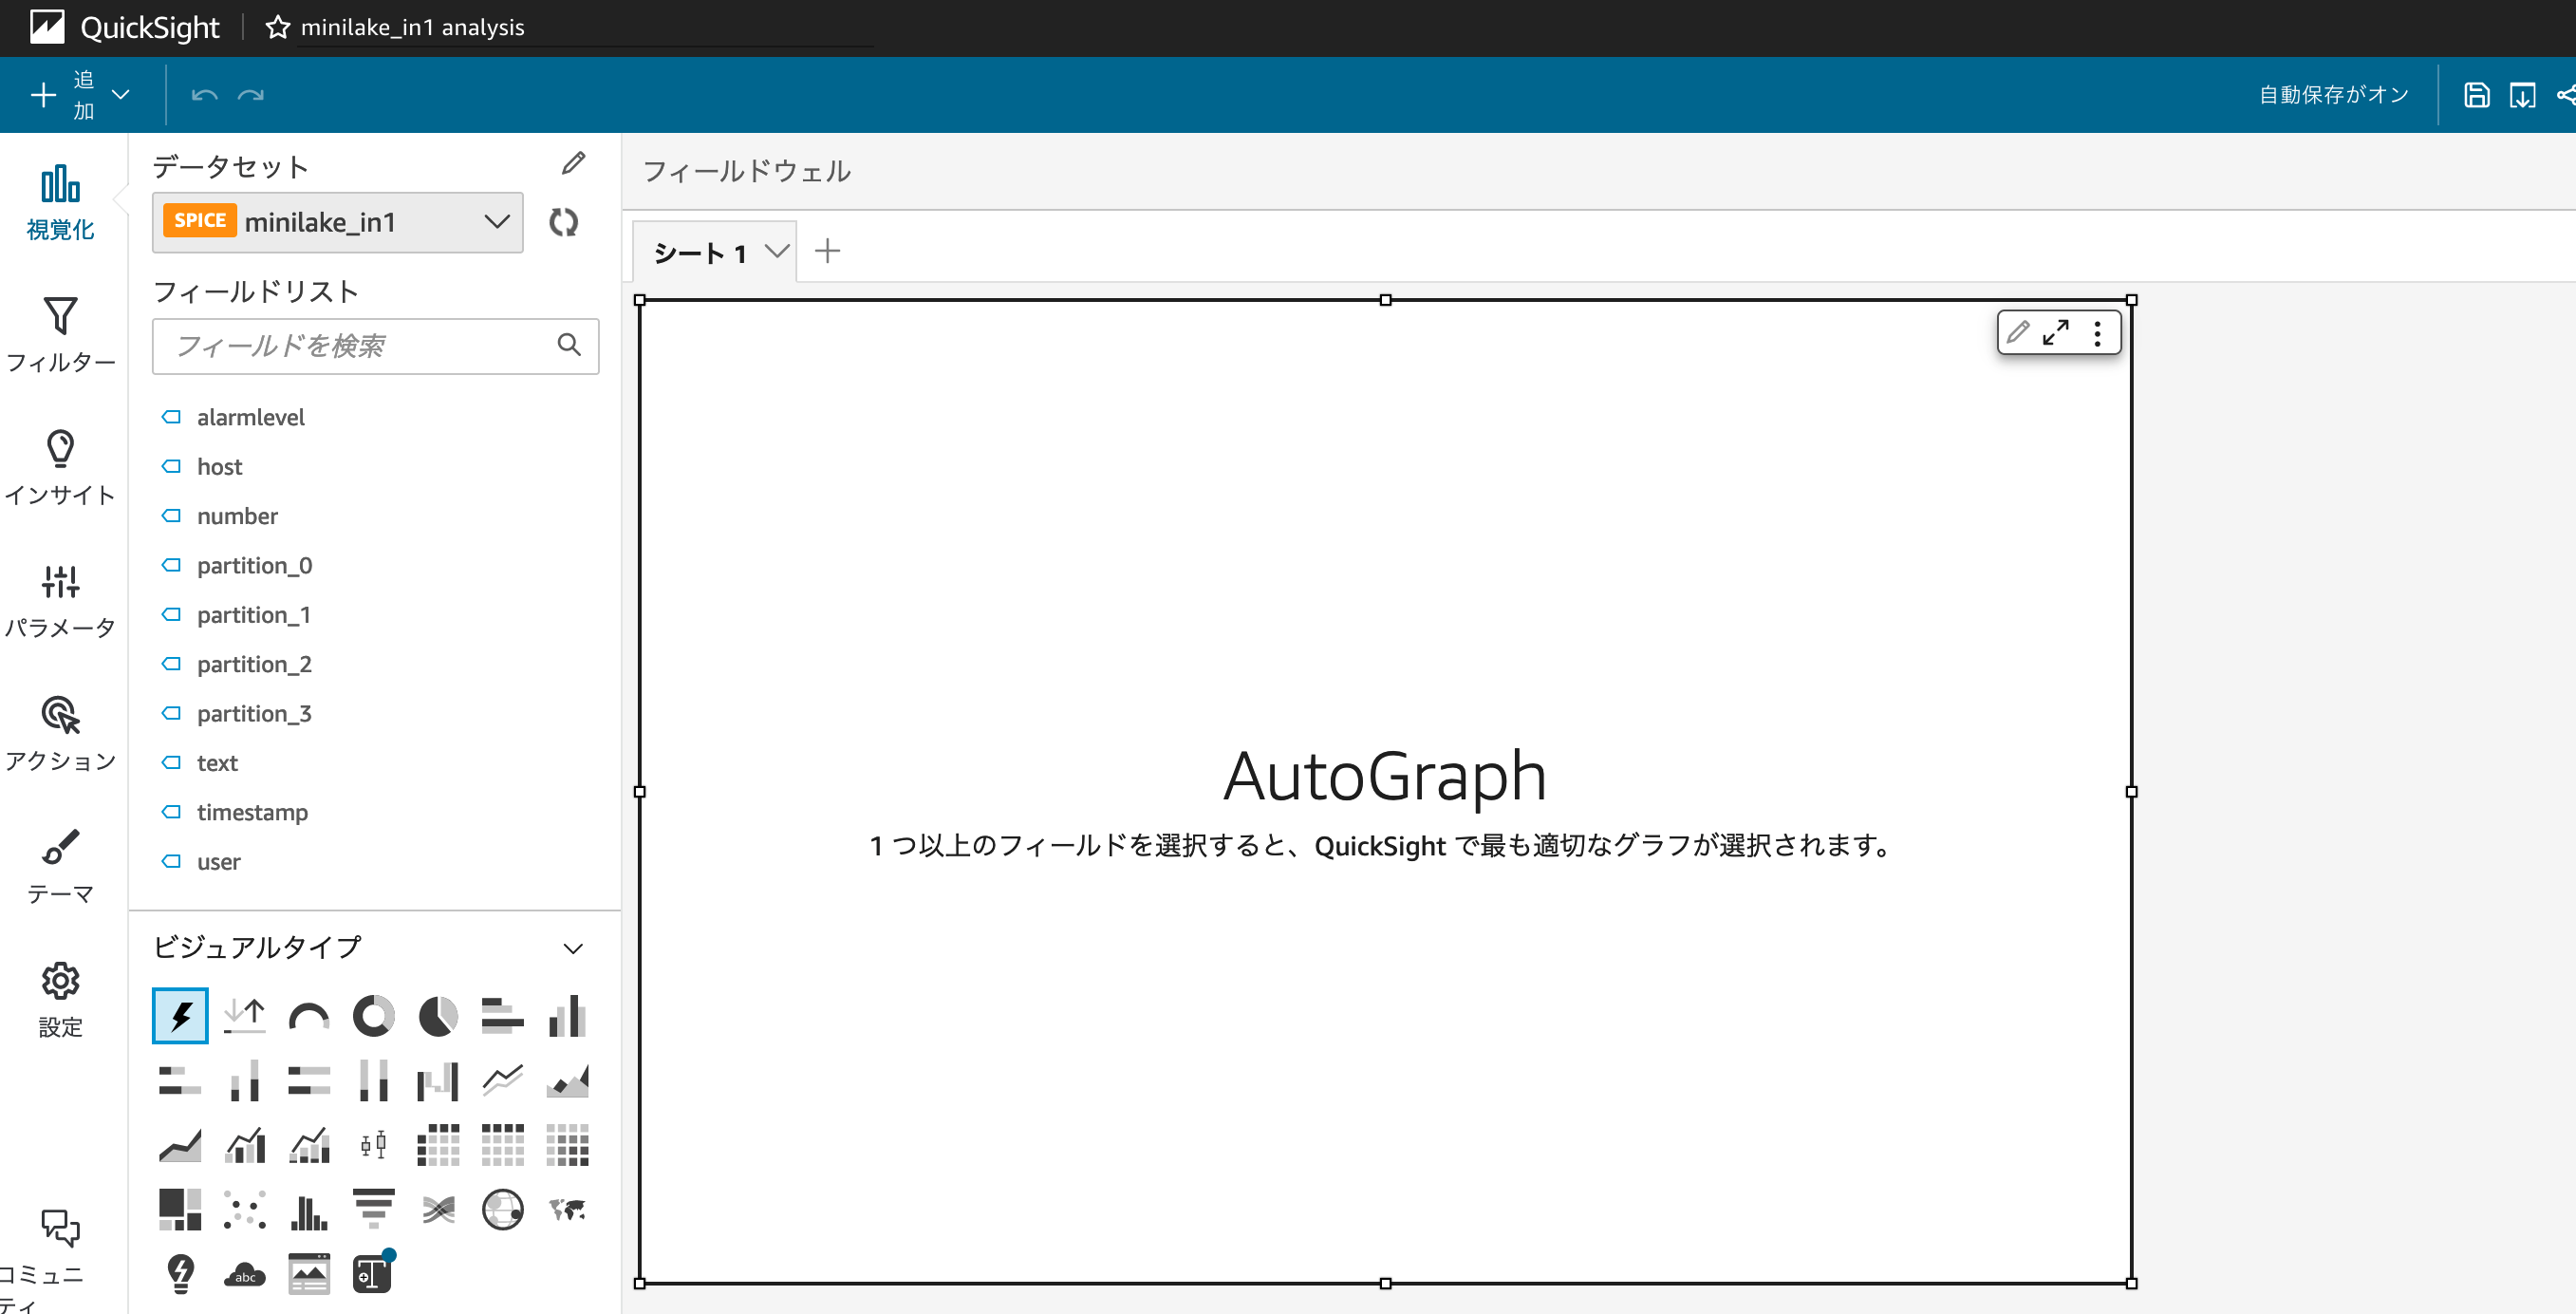 QuickSight
minilake_in1 analysis
追
加
自動保存がオン
視覚化
フィルター
インサイト
パラメータ
アクション
テーマ
設定
コミュニ
ティ
データセット
SPICE minilake_in1
フィールドリスト
フィールドを検索
alarmlevel
host
number
partition_0
partition_1
partition_2
partition_3
text
timestamp
user
ビジュアルタイプ
abc
フィールドウェル
シート 1
AutoGraph
1 つ以上のフィールドを選択すると、QuickSight で最も適切なグラフが選択されます。